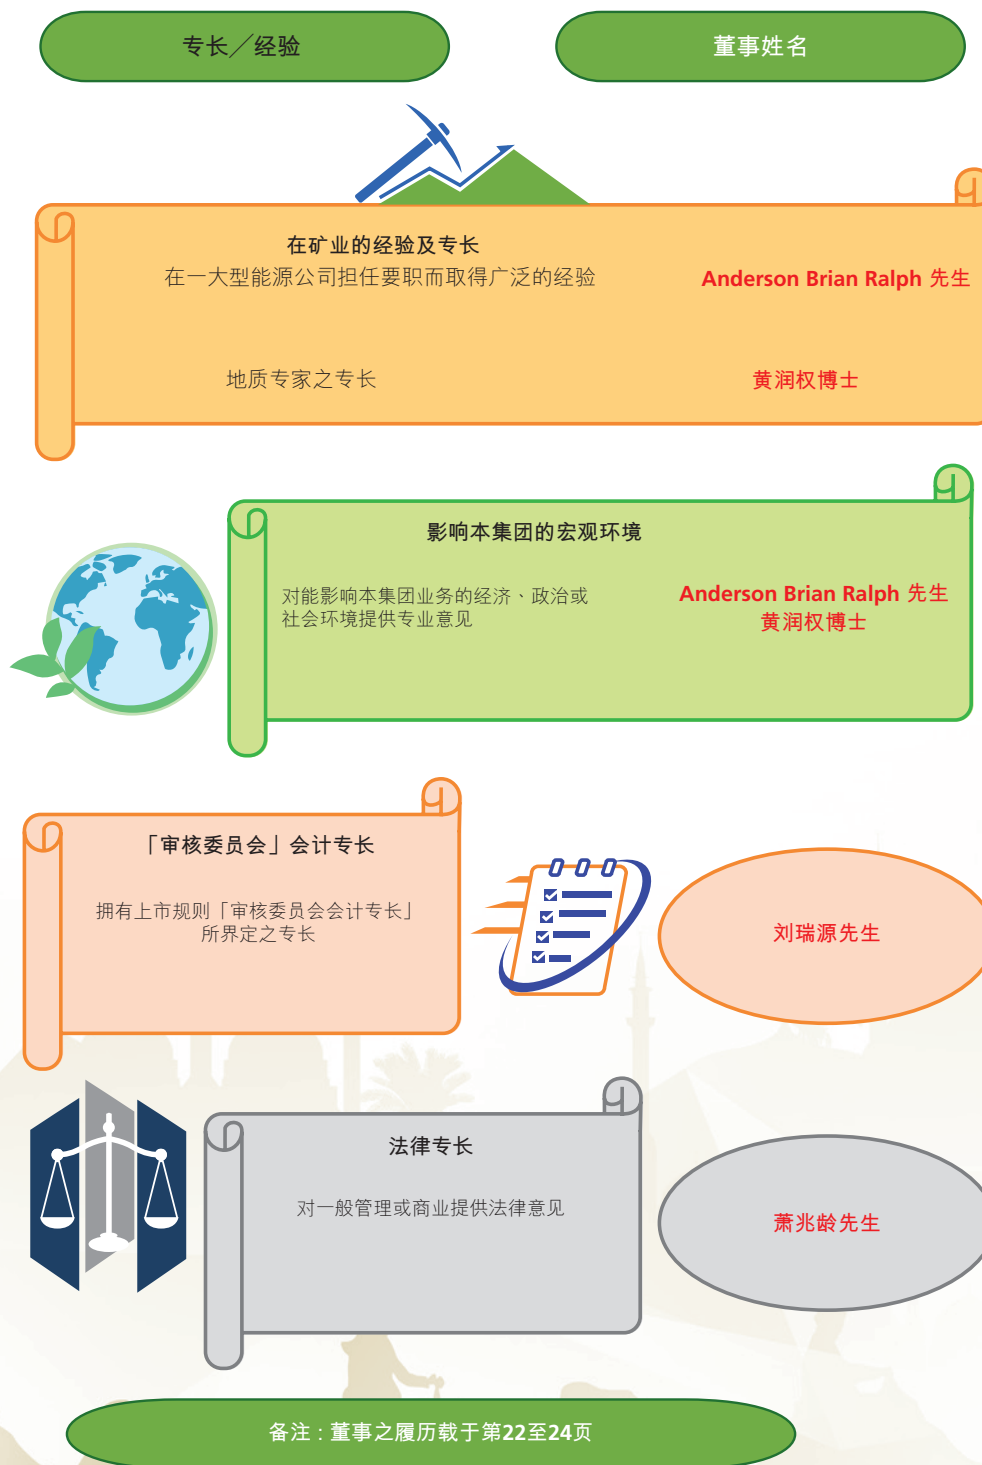 专长／经验
董事姓名
在矿业的经验及专长
在一大型能源公司担任要职而取得广泛的经验
Anderson Brian Ralph 先生
地质专家之专长
黄润权博士
影响本集团的宏观环境
对能影响本集团业务的经济、政治或
社会环境提供专业意见
Anderson Brian Ralph 先生
黄润权博士
「审核委员会」会计专长
拥有上市规则「审核委员会会计专长」
所界定之专长
刘瑞源先生
法律专长
对一般管理或商业提供法律意见
萧兆龄先生
备注：董事之履历载于第22至24页